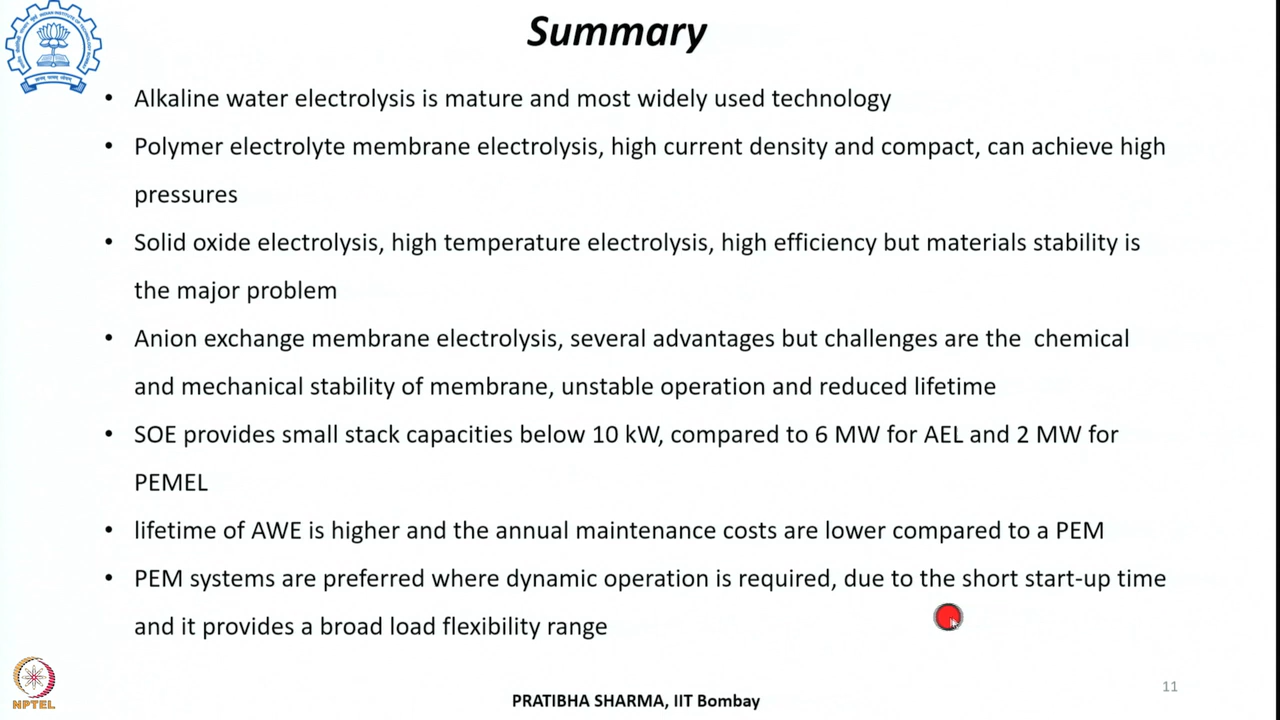 Summary
• Alkaline water electrolysis is mature and most widely used technology
• Polymer electrolyte membrane electrolysis, high current density and compact, can achieve high
pressures
• Solid oxide electrolysis, high temperature electrolysis, high efficiency but materials stability is
the major problem
• Anion exchange membrane electrolysis, several advantages but challenges are the  chemical
and mechanical stability of membrane, unstable operation and reduced lifetime
• SOE provides small stack capacities below 10 kW, compared to 6 MW for AEL and 2 MW for
PEMEL
• lifetime of AWE is higher and the annual maintenance costs are lower compared to a PEM
• PEM systems are preferred where dynamic operation is required, due to the short start-up time
and it provides a broad load flexibility range
NPTEL
PRATIBHA SHARMA, IIT Bombay
11